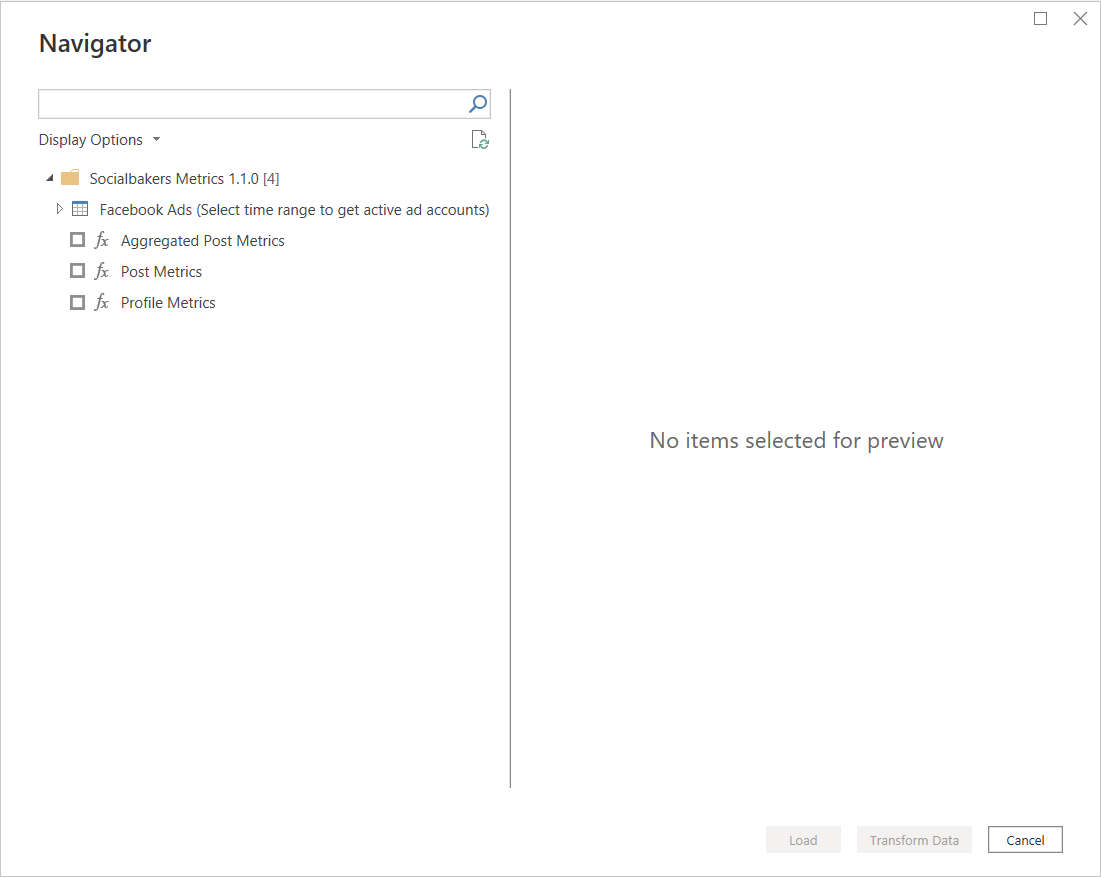 Navigator
Display Options
Socialbakers Metrics 1.1.0 [4]
Facebook Ads (Select time range to get active ad accounts)
fx Aggregated Post Metrics
fx Post Metrics
fx Profile Metrics
No items selected for preview
Load Transform Data Cancel